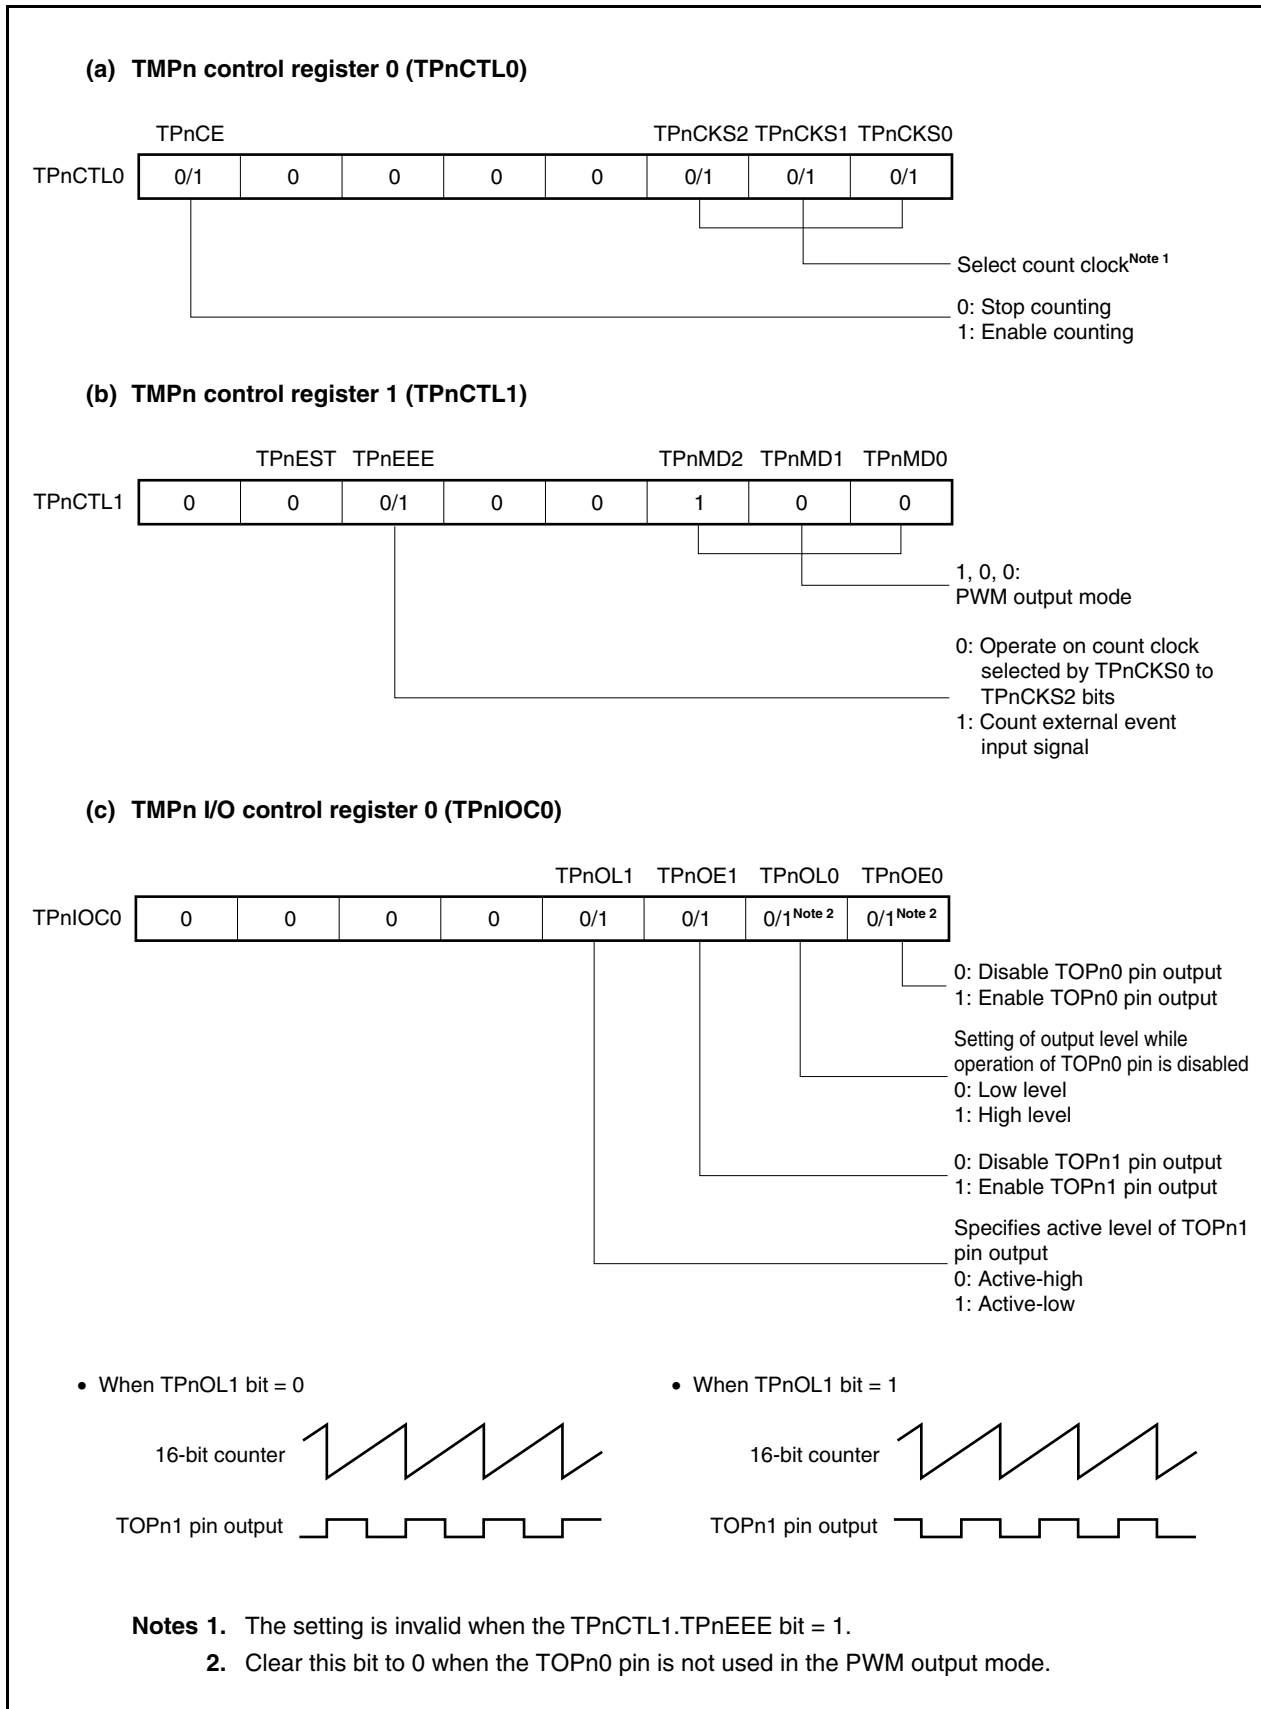 (a) TMPn control register 0 (TPnCTL0)
TPnCE TPnCKS2 TPnCKS1 TPnCKS0
TPnCTL0 0/1 0 0 0 0 0/1 0/1 0/1
Select count clockNote 1
0: Stop counting
1: Enable counting
(b) TMPn control register 1 (TPnCTL1)
TPnEST TPnEEE TPnMD2 TPnMD1 TPnMD0
TPnCTL1 0 0 0/1 0 0 1 0 0
1, 0, 0:
PWM output mode
0: Operate on count clock
selected by TPnCKS0 to
TPnCKS2 bits
1: Count external event
input signal
(c) TMPn I/O control register 0 (TPnIOC0)
TPnOL1 TPnOE1 TPnOL0 TPnOE0
TPnIOC0 0 0 0 0 0/1 0/1 0/1Note 2 0/1Note 2
0: Disable TOPn0 pin output
1: Enable TOPn0 pin output
Setting of output level while
operation of TOPn0 pin is disabled
0: Low level
1: High level
0: Disable TOPn1 pin output
1: Enable TOPn1 pin output
Specifies active level of TOPn1
pin output
0: Active-high
1: Active-low
• When TPnOL1 bit = 0
16-bit counter
TOPn1 pin output
• When TPnOL1 bit = 1
16-bit counter
TOPn1 pin output
Notes 1. The setting is invalid when the TPnCTL1.TPnEEE bit = 1.
2. Clear this bit to 0 when the TOPn0 pin is not used in the PWM output mode.